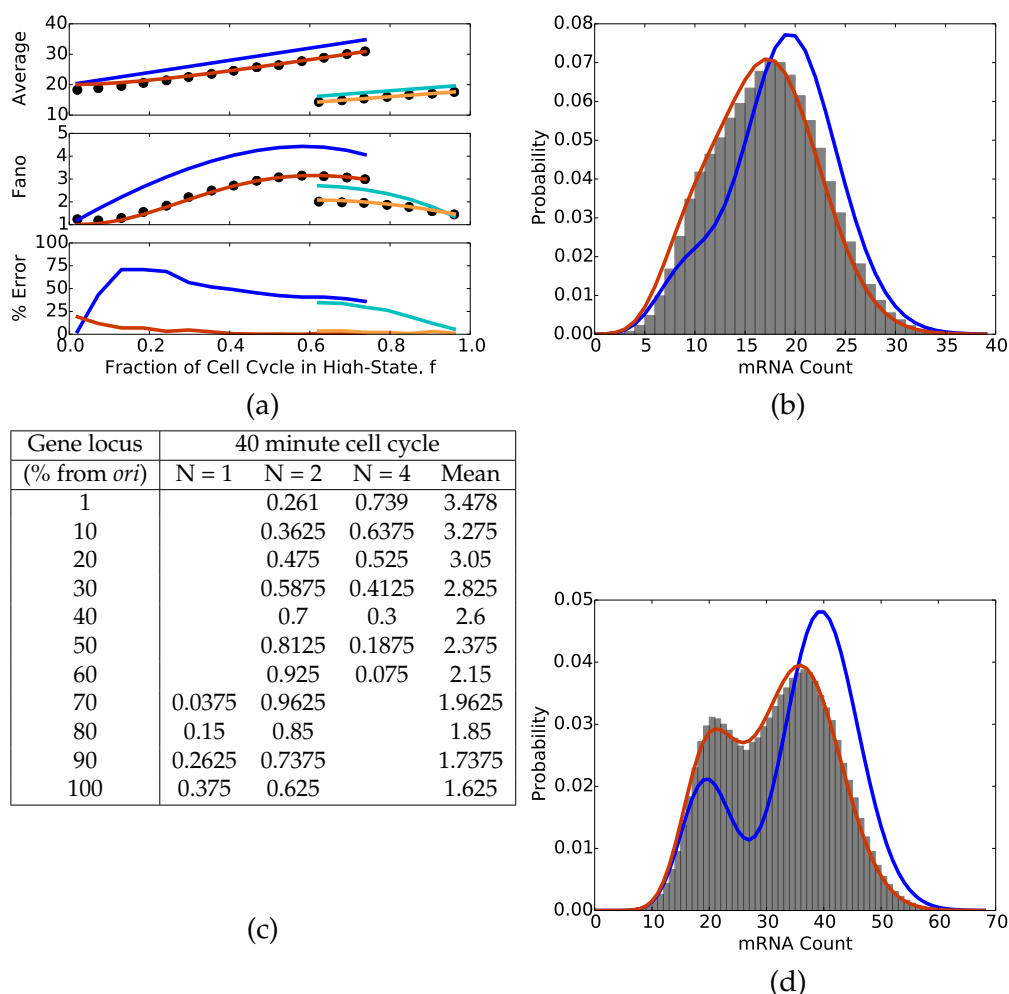 Average
40
30
20
10
Fano
5
4
3
2
1
% Error
100
75
50
25
0
0.0 0.2 0.4 0.6 0.8 1.0
Fraction of Cell Cycle in High-State, f
(a)
Probability
0.08
0.07
0.06
0.05
0.04
0.03
0.02
0.01
0.00
0 5 10 15 20 25 30 35 40
mRNA Count
(b)
Gene locus 40 minute cell cycle
(% from ori) N = 1 N = 2 N = 4 Mean
1 0.261 0.739 3.478
10 0.3625 0.6375 3.275
20 0.475 0.525 3.05
30 0.5875 0.4125 2.825
40 0.7 0.3 2.6
50 0.8125 0.1875 2.375
60 0.925 0.075 2.15
70 0.0375 0.9625 1.9625
80 0.15 0.85 1.85
90 0.2625 0.7375 1.7375
100 0.375 0.625 1.625
(c)
Probability
0.05
0.04
0.03
0.02
0.01
0.00
0 10 20 30 40 50 60 70
mRNA Count
(d)